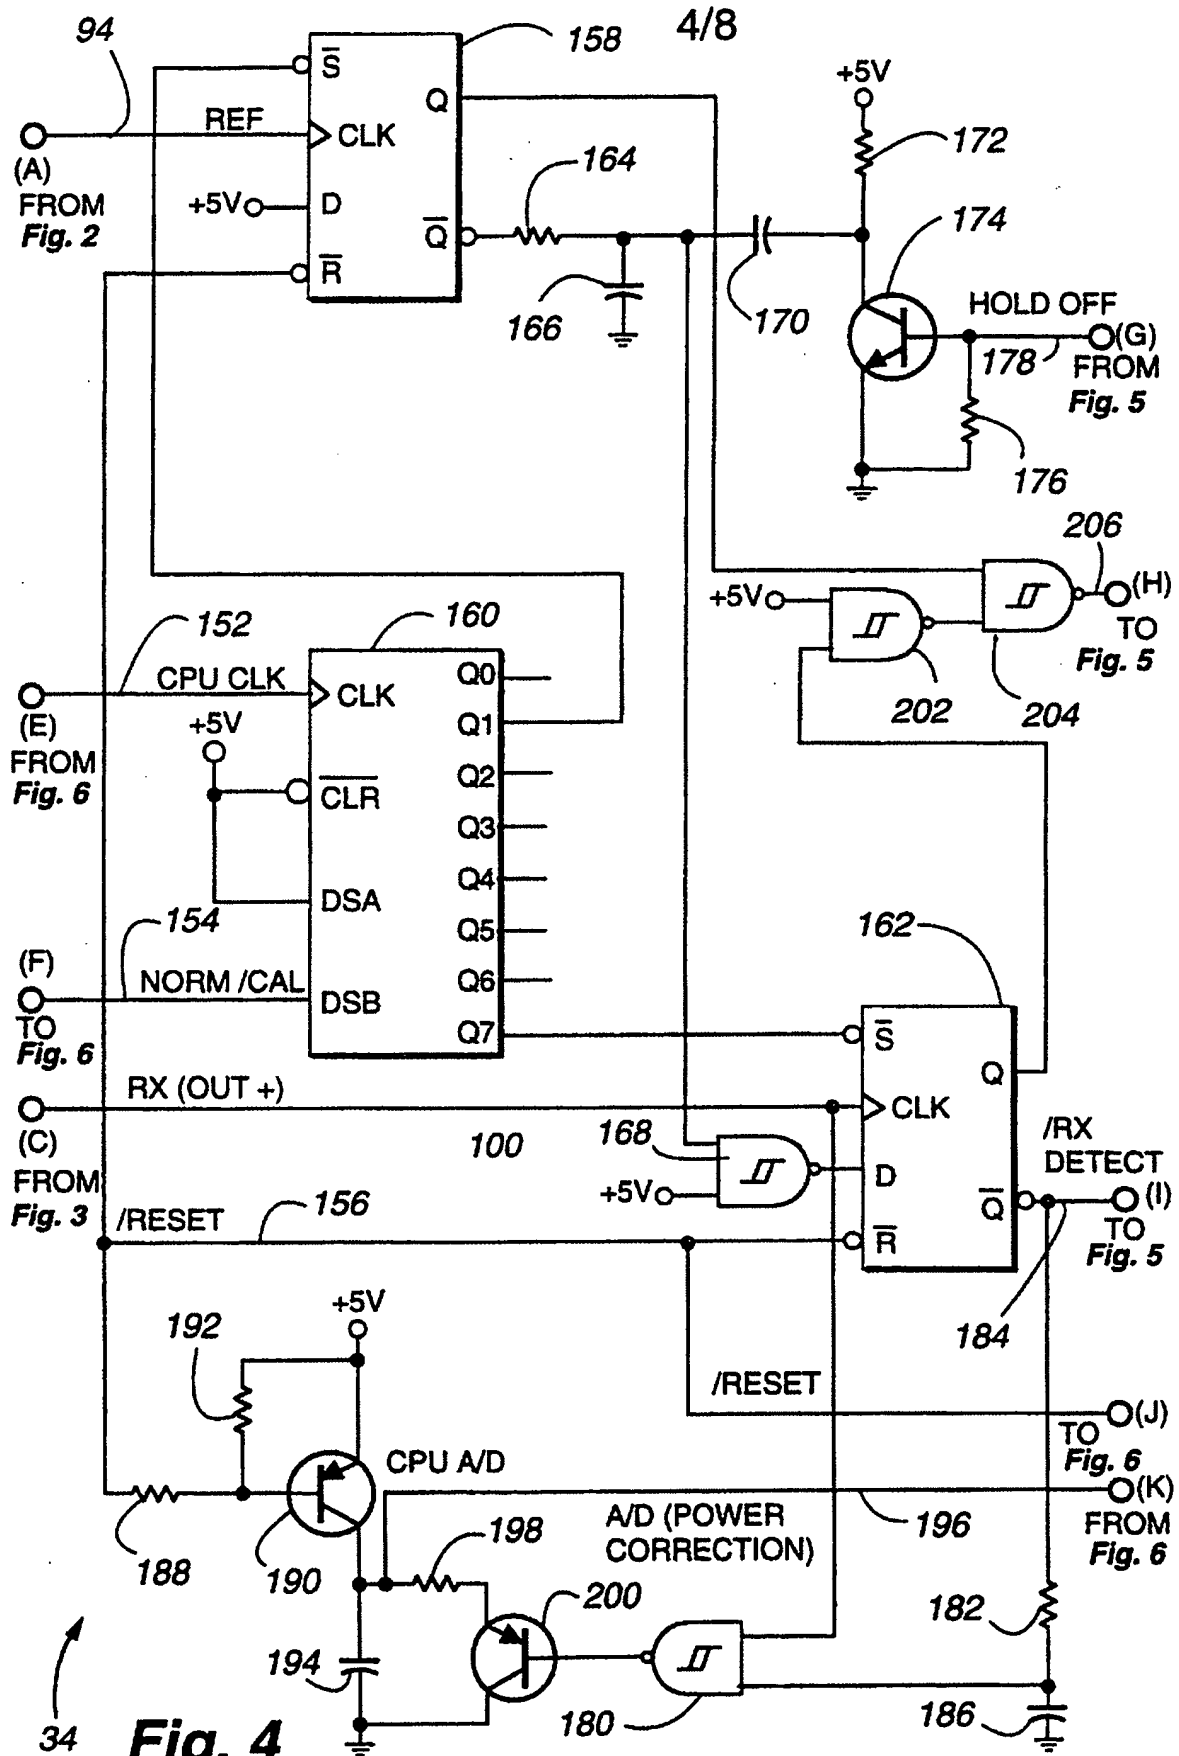 4/8
94
158
+5V
S
Q
REF
CLK
172
(A)
FROM
Fig. 2
164
+5V
D
174
Q
R
HOLD OFF
(G)
166
170
178
FROM
Fig. 5
176
206
(H)
+5V
TO
Fig. 5
152
160
202
204
CPU CLK
CLK
Q0
(E)
FROM
Fig. 6
+5V
Q1
CLR
Q2
Q3
DSA
Q4
154
Q5
162
(F)
NORM /CAL
DSB
Q6
TO
Fig. 6
Q7
S
Q
RX (OUT +)
CLK
(C)
100
168
/RX
DETECT
FROM
Fig. 3
+5V
D
Q
(I)
TO
Fig. 5
/RESET
156
R
184
+5V
192
/RESET
(J)
TO
Fig. 6
CPU A/D
(K)
FROM
Fig. 6
A/D (POWER
CORRECTION)
196
188
190
198
200
182
194
180
186
34
Fig. 4